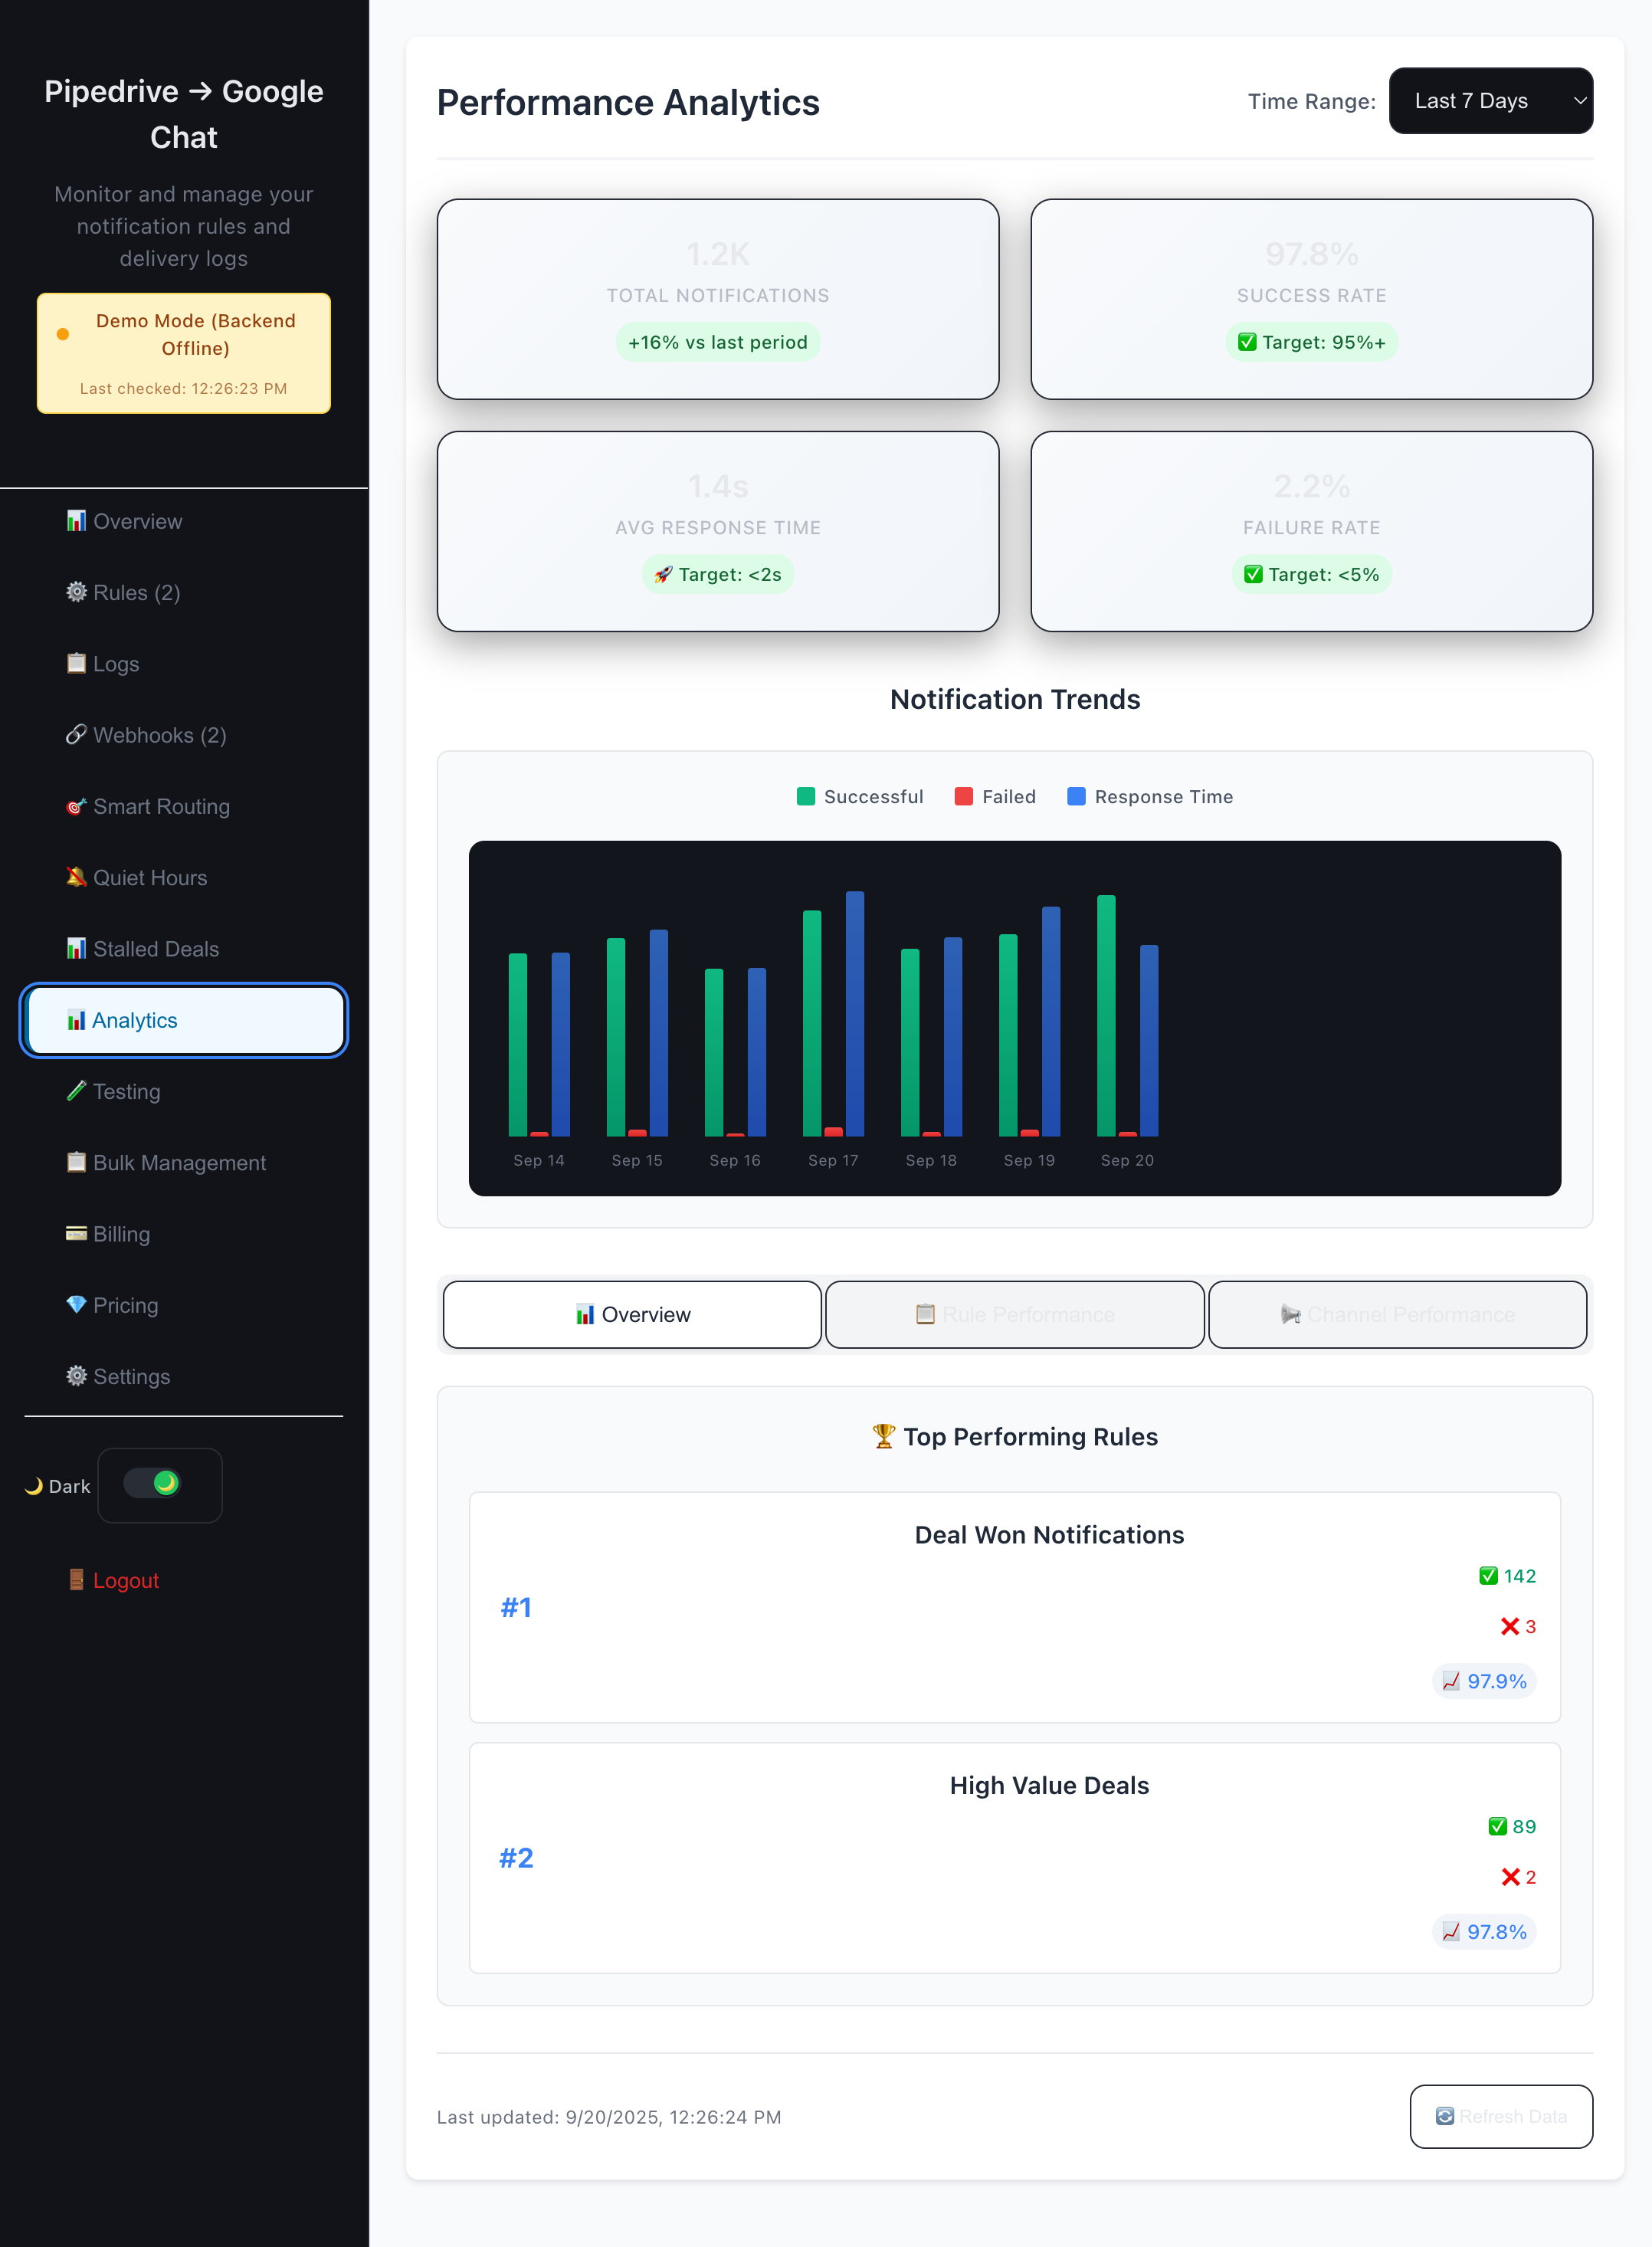 Pipedrive → Google
Chat
Monitor and manage your
notification rules and
delivery logs
Demo Mode (Backend
Offline)
Last checked: 12:26:23 PM
Overview
Rules (2)
Logs
Webhooks (2)
Smart Routing
Quiet Hours
Stalled Deals
Analytics
Testing
Bulk Management
Billing
Pricing
Settings
Dark
Logout
Performance Analytics
Time Range:
Last 7 Days
1.2K
TOTAL NOTIFICATIONS
+16% vs last period
97.8%
SUCCESS RATE
✅ Target: 95%+
1.4s
AVG RESPONSE TIME
🚀 Target: <2s
2.2%
FAILURE RATE
✅ Target: <5%
Notification Trends
Successful
Failed
Response Time
Sep 14
Sep 15
Sep 16
Sep 17
Sep 18
Sep 19
Sep 20
Overview
Rule Performance
Channel Performance
🏆 Top Performing Rules
Deal Won Notifications
#1
✅ 142
❌ 3
📈 97.9%
High Value Deals
#2
✅ 89
❌ 2
📈 97.8%
Last updated: 9/20/2025, 12:26:24 PM
Refresh Data